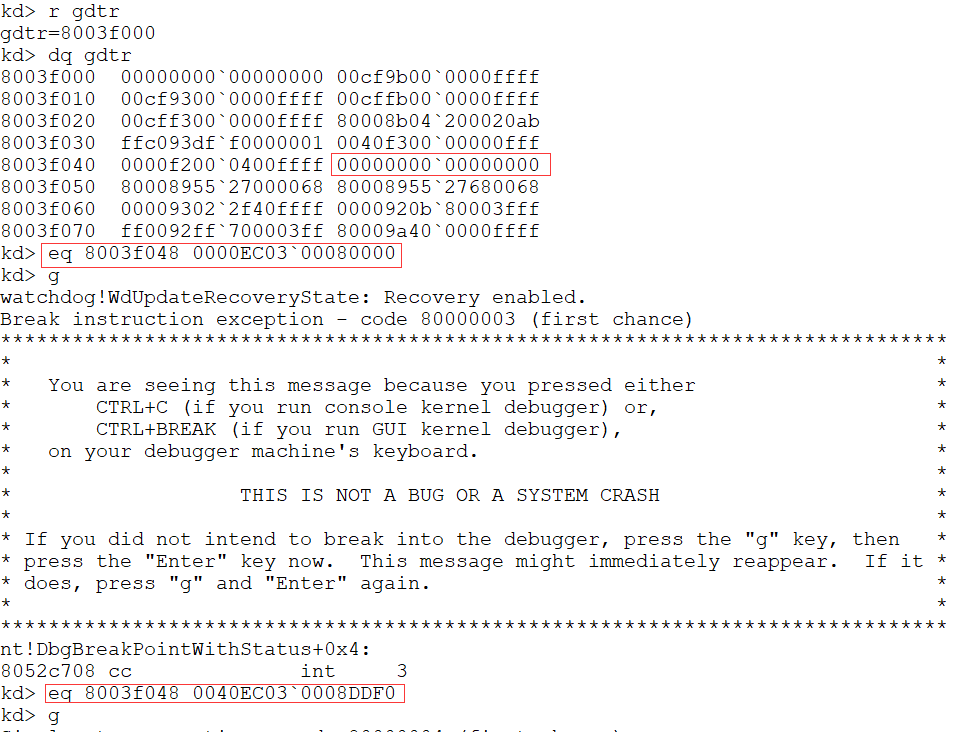 kd> r gdtr
gdtr=8003f000
kd> dq gdtr
8003f000  00000000`00000000 00cf9b00`0000ffff
8003f010  00cf9300`0000ffff 00cffb00`0000ffff
8003f020  00cff300`0000ffff 80008b04`200020ab
8003f030  ffc093df`f0000001 0040f300`00000fff
8003f040  0000f200`0400ffff 00000000`00000000
8003f050  80008955`27000068 80008955`27680068
8003f060  00009302`2f40ffff 0000920b`80003fff
8003f070  ff0092ff`700003ff 80009a40`0000ffff
kd> eq 8003f048 0000EC03`00080000
kd> g
watchdog!WdUpdateRecoveryState: Recovery enabled.
Break instruction exception - code 80000003 (first chance)
*******************************************************************************
*                                                                             *
*   You are seeing this message because you pressed either                    *
*       CTRL+C (if you run console kernel debugger) or,                       *
*       CTRL+BREAK (if you run GUI kernel debugger),                          *
*   on your debugger machine's keyboard.                                      *
*                                                                             *
*                   THIS IS NOT A BUG OR A SYSTEM CRASH                       *
*                                                                             *
* If you did not intend to break into the debugger, press the "g" key, then   *
* press the "Enter" key now.  This message might immediately reappear.  If it *
* does, press "g" and "Enter" again.                                          *
*                                                                             *
*******************************************************************************
nt!DbgBreakPointWithStatus+0x4:
8052c708 cc              int     3
kd> eq 8003f048 0040EC03`0008DDF0
kd> g